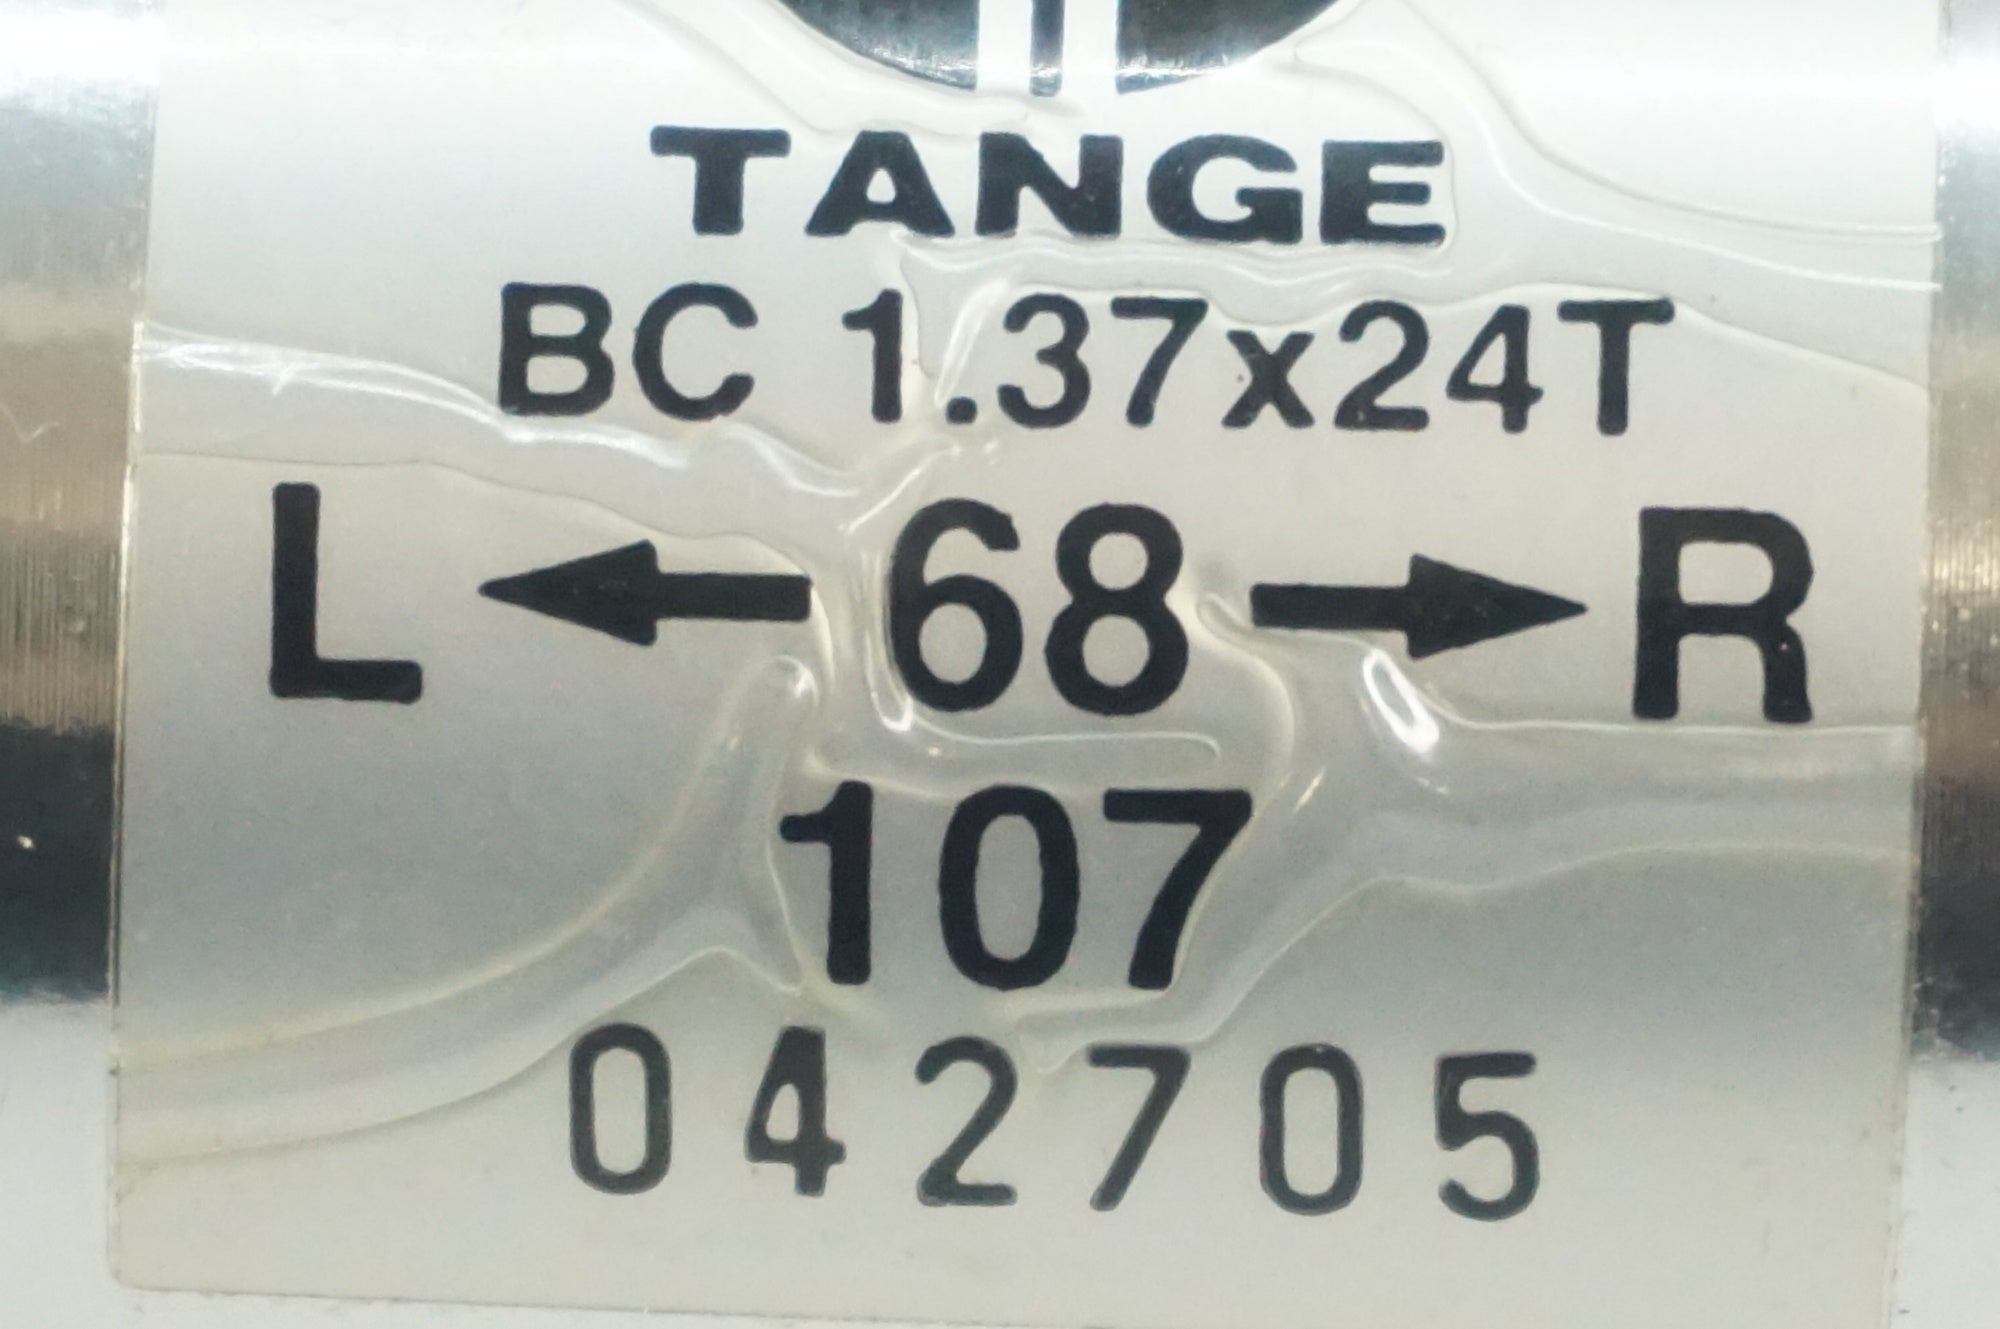 TANGE
BC 1.37x24T
L ← 68 → R
107
042705